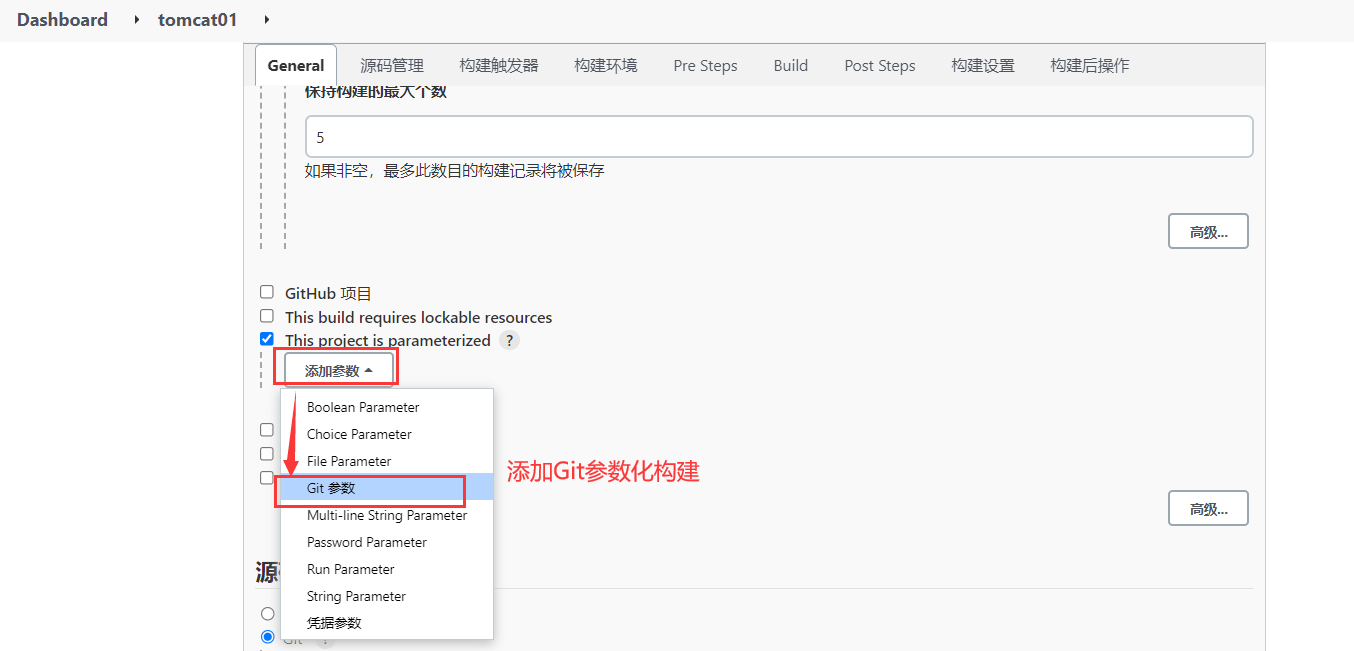 Dashboard tomcat01
General 源码管理 构建触发器 构建环境 Pre Steps Build Post Steps 构建设置 构建后操作
保持构建的最大个数
5
如果非空，最多此数目的构建记录将被保存
高级...
GitHub 项目
This build requires lockable resources
This project is parameterized ?
添加参数
Boolean Parameter
Choice Parameter
File Parameter
Git 参数
添加Git参数化构建
Multi-line String Parameter
高级...
Password Parameter
Run Parameter
源
String Parameter
凭据参数
Git ?